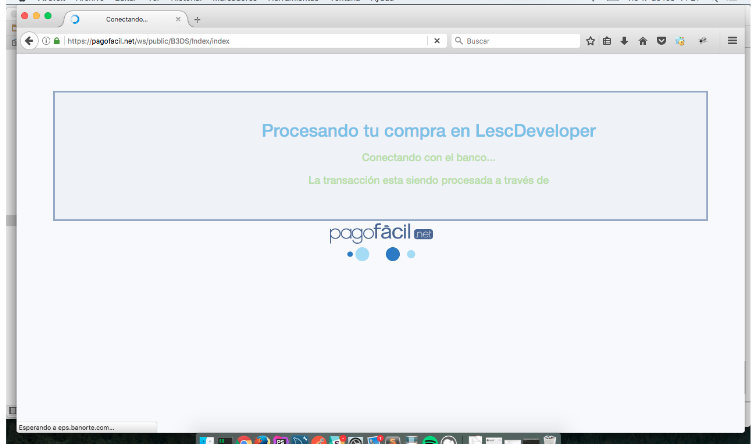 Conectando...
https://pagofacil.net/ws/public/B3DS/Index/index
Buscar
Procesando tu compra en LescDeveloper
Conectando con el banco...
La transacción esta siendo procesada a través de
pagofácil net
Esperando a eps.banorte.com...